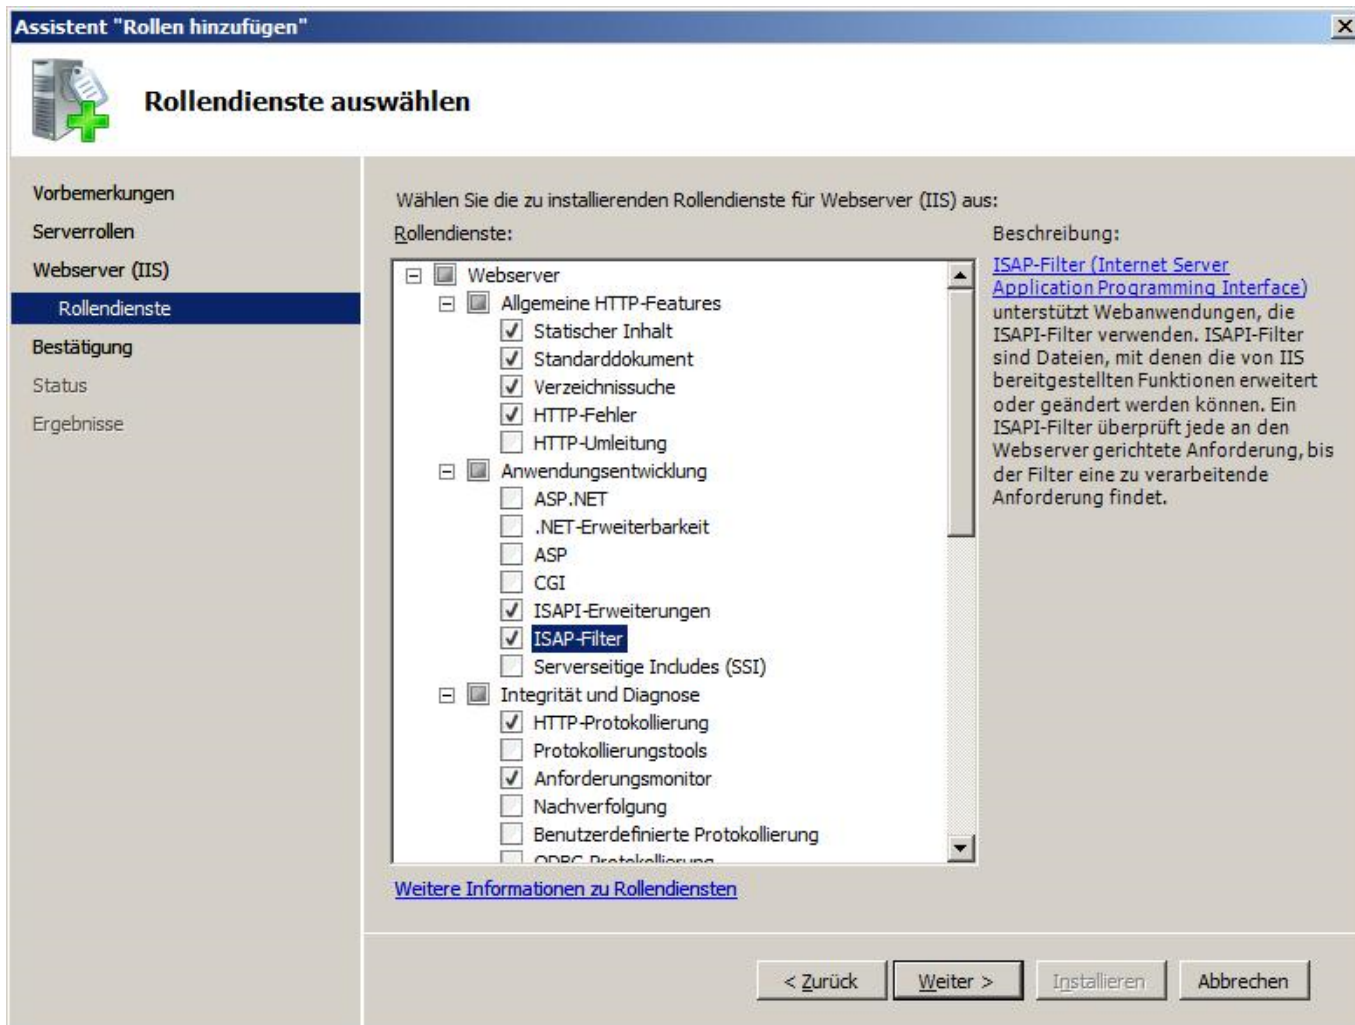 Assistent "Rollen hinzufügen"
Rollendienste auswählen
Vorbemerkungen
Serverrollen
Webserver (IIS)
Rollendienste
Bestätigung
Status
Ergebnisse
Wählen Sie die zu installierenden Rollendienste für Webserver (IIS) aus:
Rollendienste:
Webserver
Allgemeine HTTP-Features
Statischer Inhalt
Standarddokument
Verzeichnissuche
HTTP-Fehler
HTTP-Umleitung
Anwendungsentwicklung
ASP.NET
.NET-Erweiterbarkeit
ASP
CGI
ISAPI-Erweiterungen
ISAP-Filter
Serverseitige Includes (SSI)
Integrität und Diagnose
HTTP-Protokollierung
Protokollierungstools
Anforderungsmonitor
Nachverfolgung
Benutzerdefinierte Protokollierung
ODBC-Protokollierung
Weitere Informationen zu Rollendiensten
Beschreibung:
ISAP-Filter (Internet Server
Application Programming Interface)
unterstützt Webanwendungen, die
ISAPI-Filter verwenden. ISAPI-Filter
sind Dateien, mit denen die von IIS
bereitgestellten Funktionen erweitert
oder geändert werden können. Ein
ISAPI-Filter überprüft jede an den
Webserver gerichtete Anforderung, bis
der Filter eine zu verarbeitende
Anforderung findet.
< Zurück
Weiter >
Installieren
Abbrechen